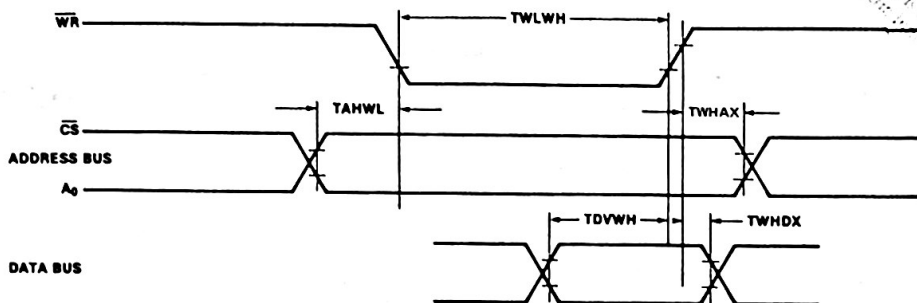 WR
TWLWH
TAHWL
TWHAX
CS
ADDRESS BUS
A0
TDVWH
TWHDX
DATA BUS